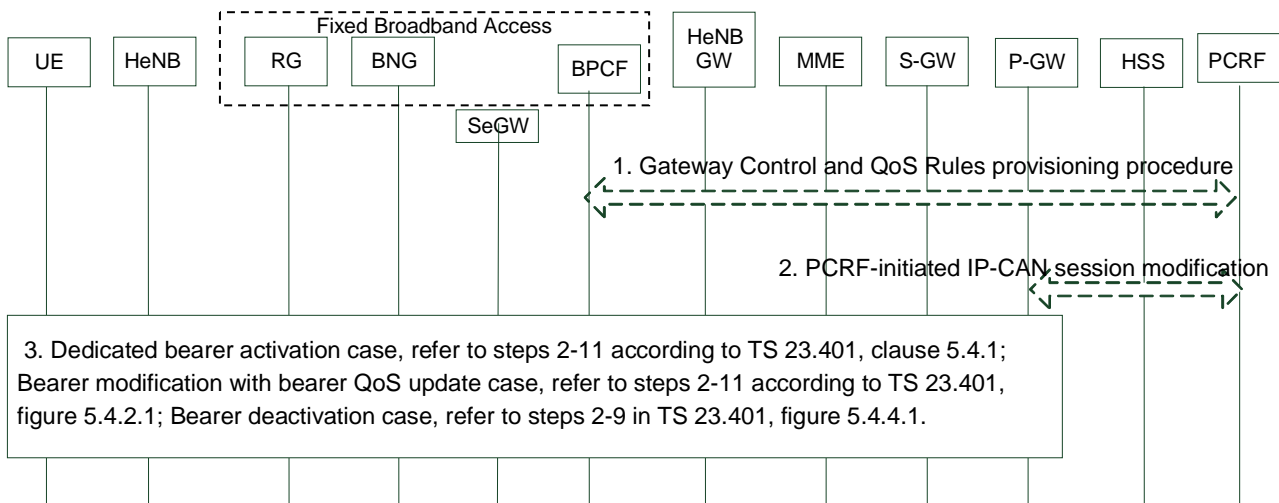 Fixed Broadband Access
UE
HeNB
RG
BNG
BPCF
HeNB
GW
MME
S-GW
P-GW
HSS
PCRF
SeGW
1. Gateway Control and QoS Rules provisioning procedure
2. PCRF-initiated IP-CAN session modification
3. Dedicated bearer activation case, refer to steps 2-11 according to TS 23.401, clause 5.4.1;
Bearer modification with bearer QoS update case, refer to steps 2-11 according to TS 23.401,
figure 5.4.2.1; Bearer deactivation case, refer to steps 2-9 in TS 23.401, figure 5.4.4.1.